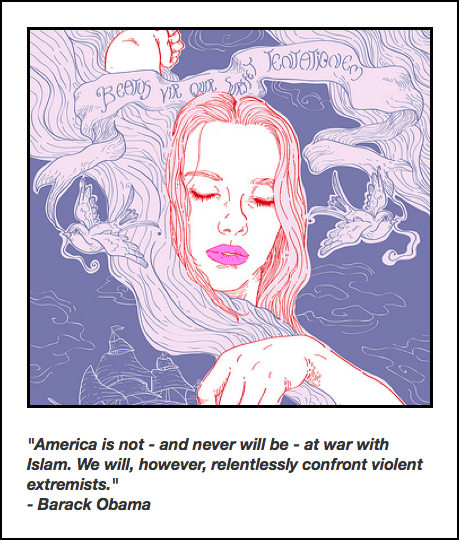 BEATUS VIR QUI
TENTATIONEM
"America is not - and never will be - at war with
Islam. We will, however, relentlessly confront violent
extremists."
- Barack Obama